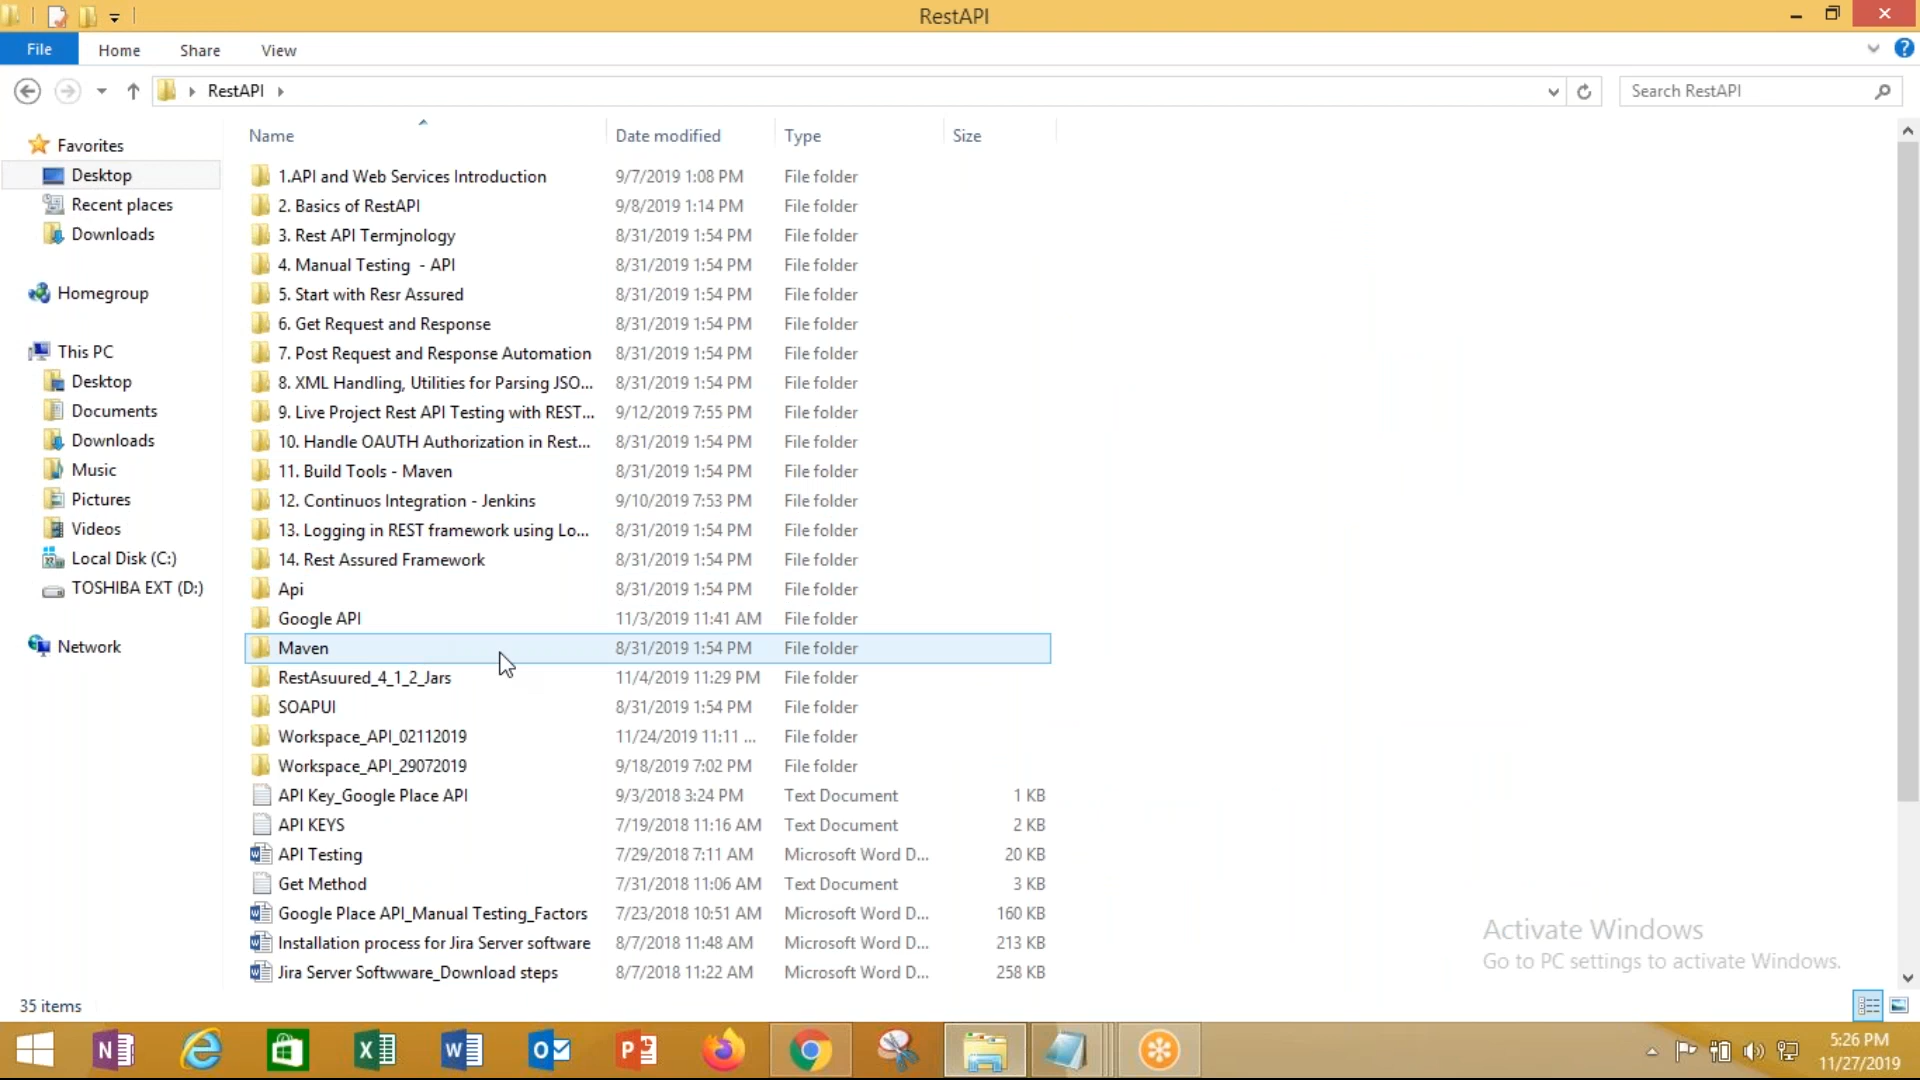 RestAPI
File Home Share View
RestAPI
Search RestAPI
Name Date modified Type Size
Favorites
Desktop
Recent places
Downloads
Homegroup
This PC
Desktop
Documents
Downloads
Music
Pictures
Videos
Local Disk (C:)
TOSHIBA EXT (D:)
Network
1.API and Web Services Introduction 9/7/2019 1:08 PM File folder
2. Basics of RestAPI 9/8/2019 1:14 PM File folder
3. Rest API Termjnology 8/31/2019 1:54 PM File folder
4. Manual Testing - API 8/31/2019 1:54 PM File folder
5. Start with Resr Assured 8/31/2019 1:54 PM File folder
6. Get Request and Response 8/31/2019 1:54 PM File folder
7. Post Request and Response Automation 8/31/2019 1:54 PM File folder
8. XML Handling, Utilities for Parsing JSO... 8/31/2019 1:54 PM File folder
9. Live Project Rest API Testing with REST... 9/12/2019 7:55 PM File folder
10. Handle OAUTH Authorization in Rest... 8/31/2019 1:54 PM File folder
11. Build Tools - Maven 8/31/2019 1:54 PM File folder
12. Continuos Integration - Jenkins 9/10/2019 7:53 PM File folder
13. Logging in REST framework using Lo... 8/31/2019 1:54 PM File folder
14. Rest Assured Framework 8/31/2019 1:54 PM File folder
Api 8/31/2019 1:54 PM File folder
Google API 11/3/2019 11:41 AM File folder
Maven 8/31/2019 1:54 PM File folder
RestAsuured_4_1_2_Jars 11/4/2019 11:29 PM File folder
SOAPUI 8/31/2019 1:54 PM File folder
Workspace_API_02112019 11/24/2019 11:11 ... File folder
Workspace_API_29072019 9/18/2019 7:02 PM File folder
API Key_Google Place API 9/3/2018 3:24 PM Text Document 1 KB
API KEYS 7/19/2018 11:16 AM Text Document 2 KB
API Testing 7/29/2018 7:11 AM Microsoft Word D... 20 KB
Get Method 7/31/2018 11:06 AM Text Document 3 KB
Google Place API_Manual Testing_Factors 7/23/2018 10:51 AM Microsoft Word D... 160 KB
Installation process for Jira Server software 8/7/2018 11:48 AM Microsoft Word D... 213 KB
Jira Server Softwware_Download steps 8/7/2018 11:22 AM Microsoft Word D... 258 KB
Activate Windows
Go to PC settings to activate Windows.
35 items
5:26 PM
11/27/2019